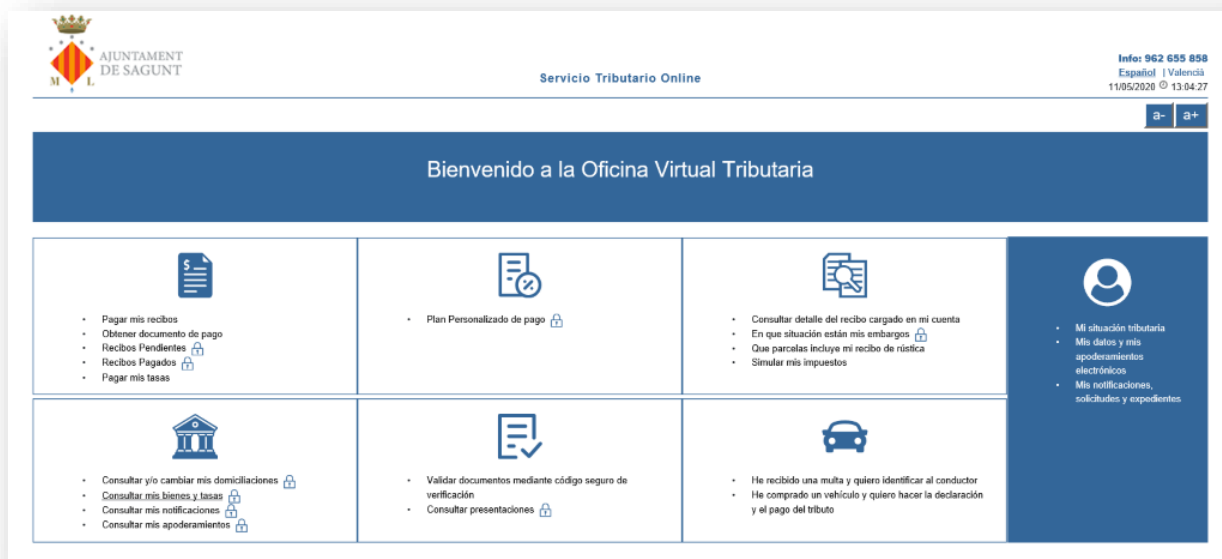 AJUNTAMENT
DE SAGUNT
M L
Servicio Tributario Online
Info: 962 655 858
Español | Valencià
11/05/2020 13:04:27
a- a+
Bienvenido a la Oficina Virtual Tributaria
Pagar mis recibos
Obtener documento de pago
Recibos Pendientes
Recibos Pagados
Pagar mis tasas
Plan Personalizado de pago
Consultar detalle del recibo cargado en mi cuenta
En que situación están mis embargos
Que parcelas incluye mi recibo de rústica
Simular mis impuestos
Mi situación tributaria
Mis datos y mis
apoderamientos
electrónicos
Mis notificaciones,
solicitudes y expedientes
Consultar y/o cambiar mis domiciliaciones
Consultar mis bienes y tasas
Consultar mis notificaciones
Consultar mis apoderamientos
Validar documentos mediante código seguro de
verificación
Consultar presentaciones
He recibido una multa y quiero identificar al conductor
He comprado un vehículo y quiero hacer la declaración
y el pago del tributo